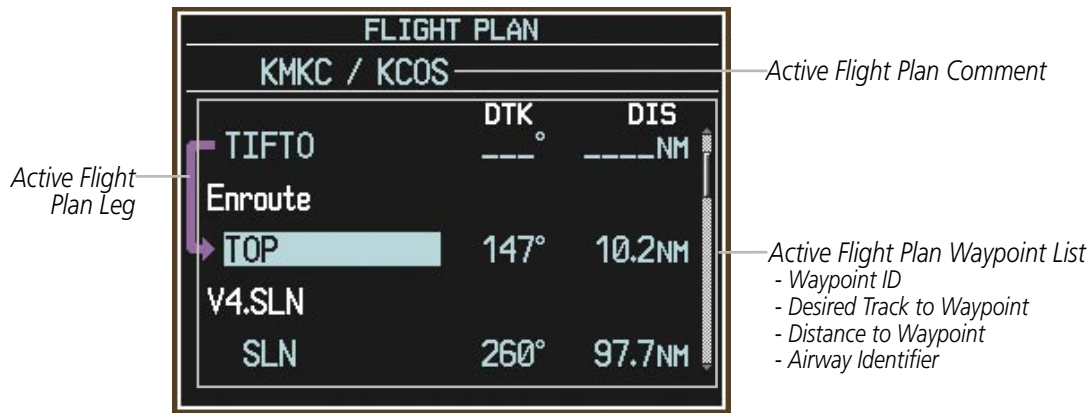 FLIGHT PLAN
KMKC / KCOS
Active Flight Plan Comment
DTK DIS
TIFTO ___° ____NM
Active Flight
Plan Leg
Enroute
TOP 147° 10.2NM
Active Flight Plan Waypoint List
- Waypoint ID
- Desired Track to Waypoint
- Distance to Waypoint
- Airway Identifier
V4.SLN
SLN 260° 97.7NM